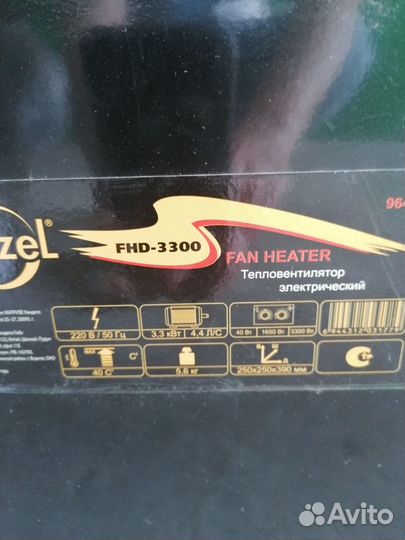 zeL®
FHD-3300
964
FAN HEATER
Тепловентилятор
электрический
220 В / 50 Гц
3,3 кВт
4,4 Л/С
40 Вт
1650 Вт
3300 Вт
C°
40 C°
5,6 кг
250x250x390 мм
Avito